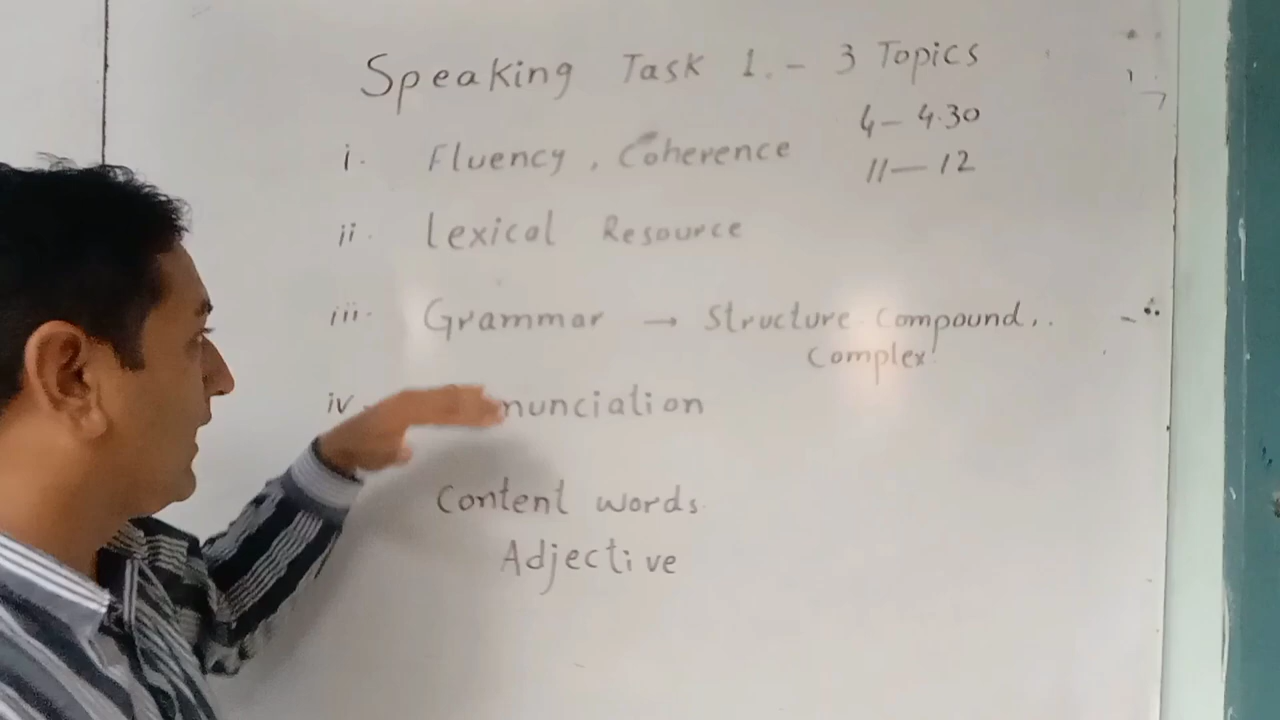 Speaking Task 1. - 3 Topics
4 - 4.30
i. Fluency, Coherence
11 - 12
ii. Lexical Resource
iii. Grammar → Structure Compound..
Complex
iv. nunciation
Content words.
Adjective